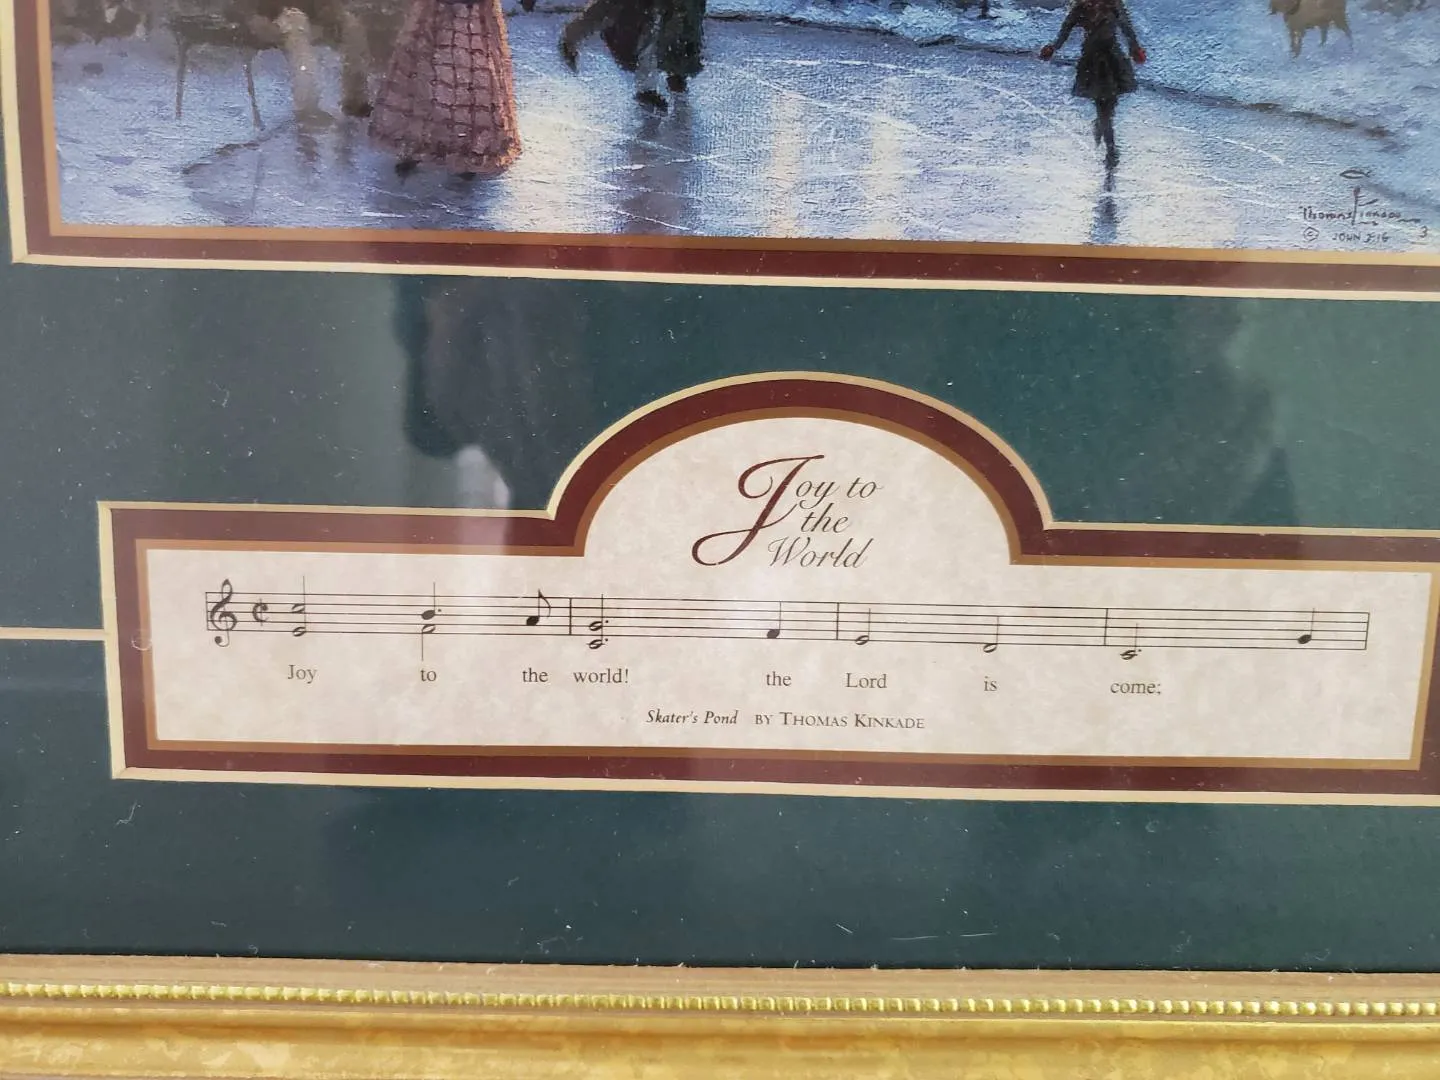 Thomas Kinkade
© JOHN 3:16
Joy to
the
World
Joy to the world! the Lord is come;
Skater's Pond BY THOMAS KINKADE